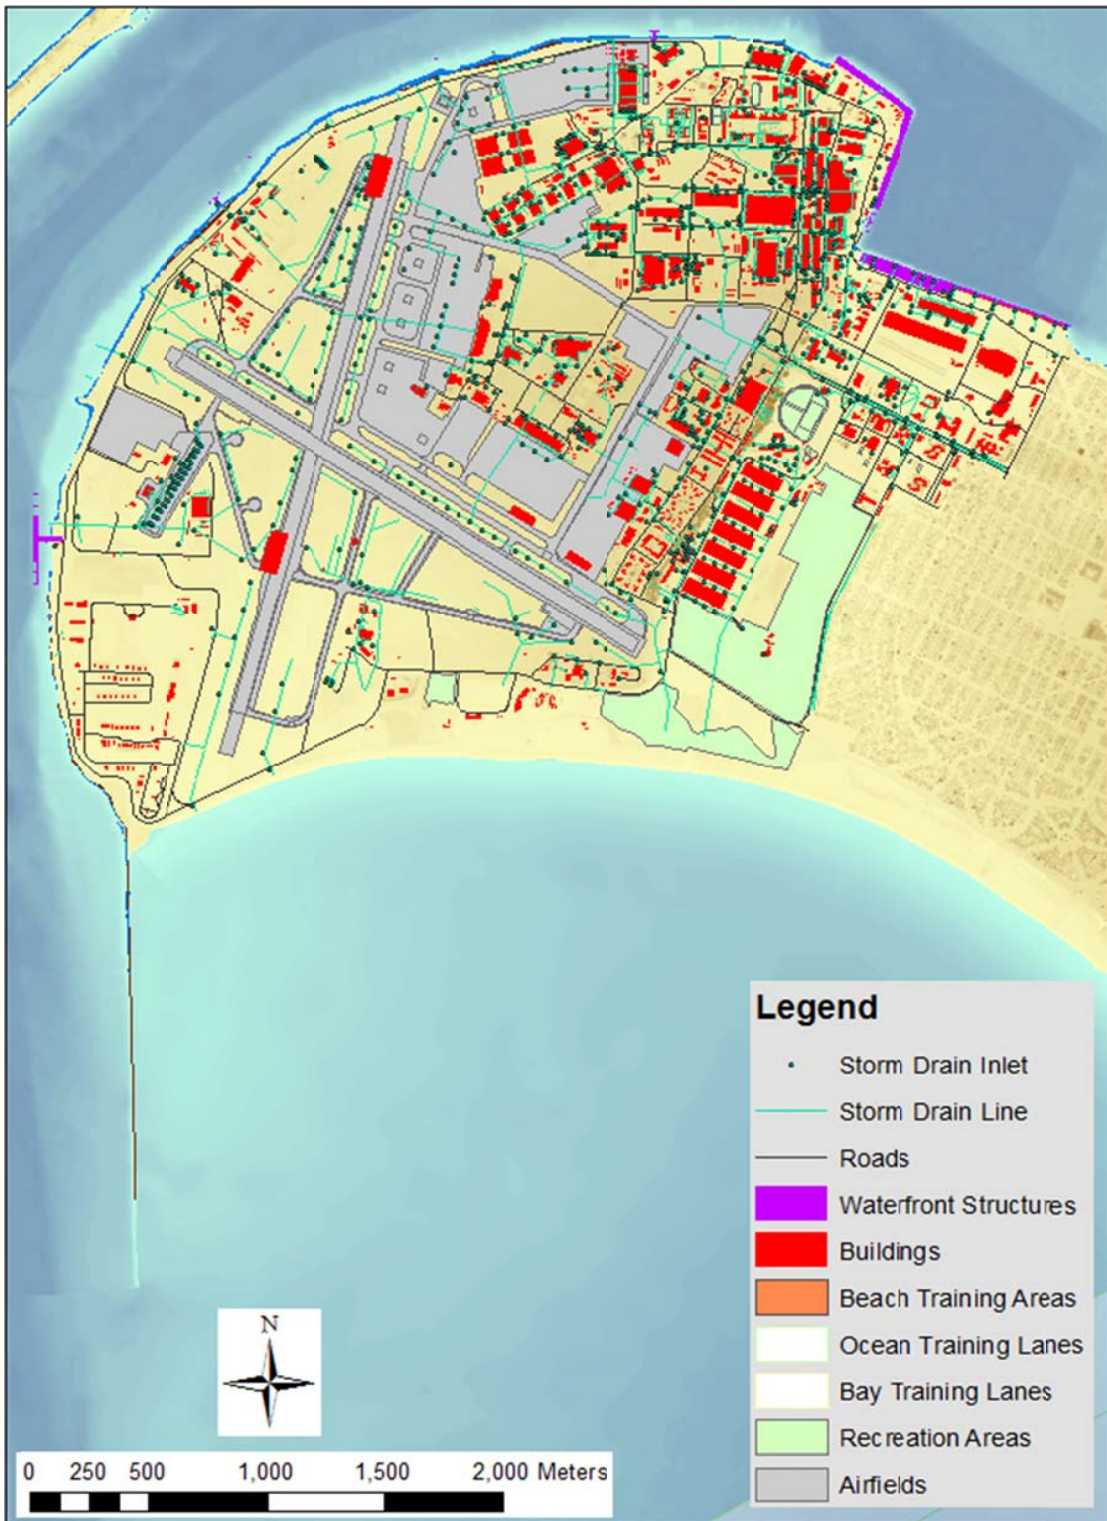 Legend
Storm Drain Inlet
Storm Drain Line
Roads
Waterfront Structures
Buildings
Beach Training Areas
Ocean Training Lanes
Bay Training Lanes
Recreation Areas
Airfields
N
0 250 500 1,000 1,500 2,000 Meters